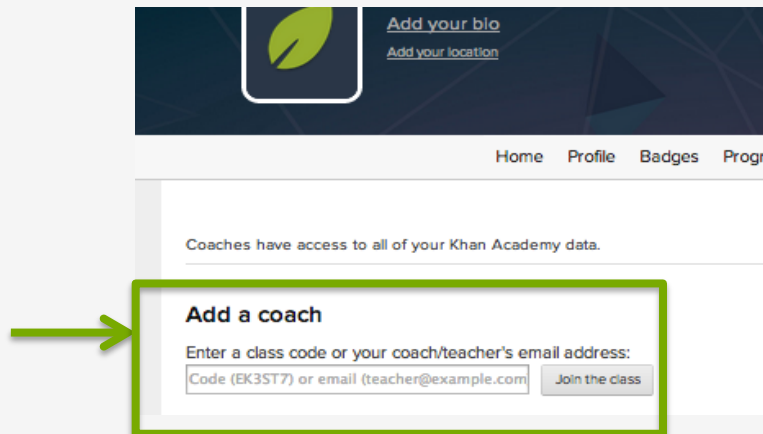 Add your bio
Add your location
Home Profile Badges Progr
Coaches have access to all of your Khan Academy data.
Add a coach
Enter a class code or your coach/teacher's email address:
Code (EK3ST7) or email (teacher@example.com Join the class